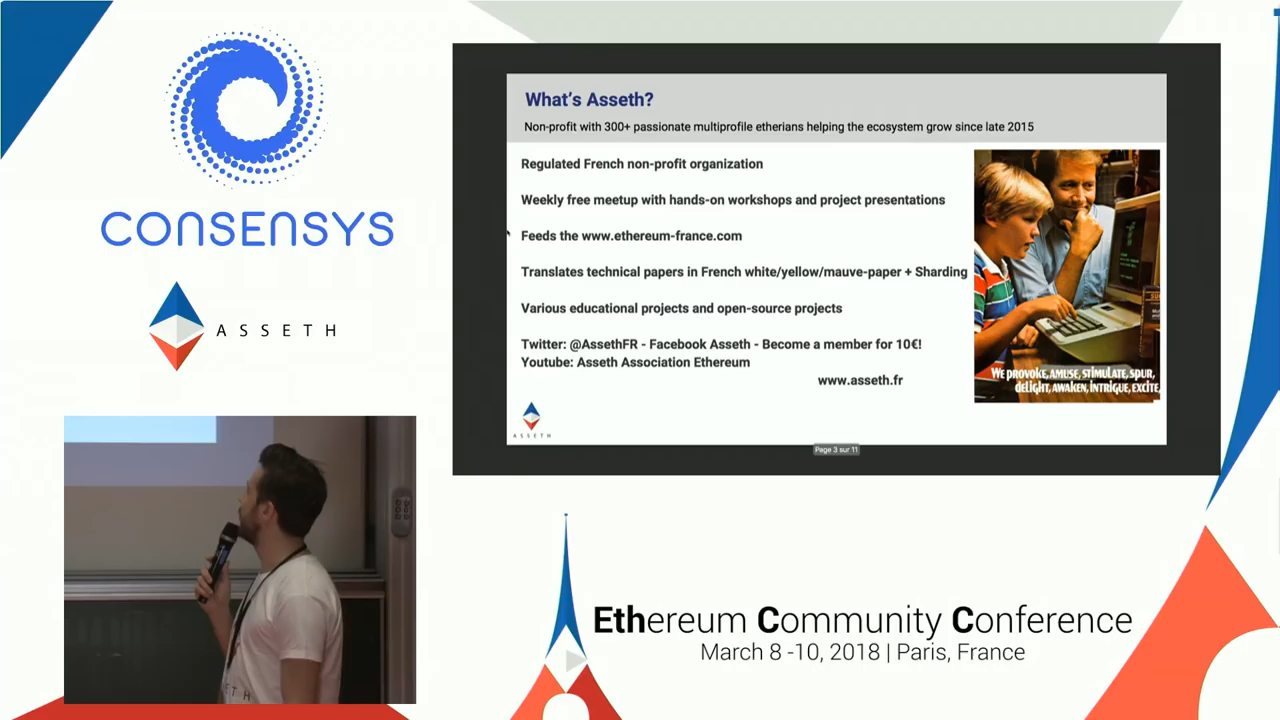 CONSENSYS
ASSETH
What's Asseth?
Non-profit with 300+ passionate multiprofile etherians helping the ecosystem grow since late 2015
Regulated French non-profit organization
Weekly free meetup with hands-on workshops and project presentations
Feeds the www.ethereum-france.com
Translates technical papers in French white/yellow/mauve-paper + Sharding
Various educational projects and open-source projects
Twitter: @AssethFR - Facebook Asseth - Become a member for 10€!
Youtube: Asseth Association Ethereum
www.asseth.fr
WE PROVOKE, AMUSE, STIMULATE, SPUR,
DELIGHT, AWAKEN, INTRIGUE, EXCITE,
ASSETH
Page 3 sur 11
ETH
Ethereum Community Conference
March 8 -10, 2018 | Paris, France